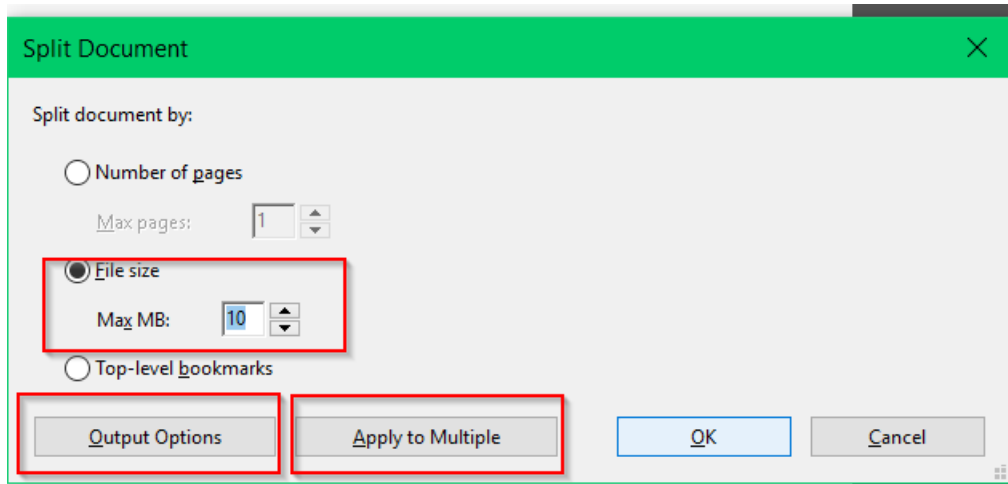 Split Document
Split document by:
Number of pages
Max pages: 1
File size
Max MB: 10
Top-level bookmarks
Output Options Apply to Multiple OK Cancel